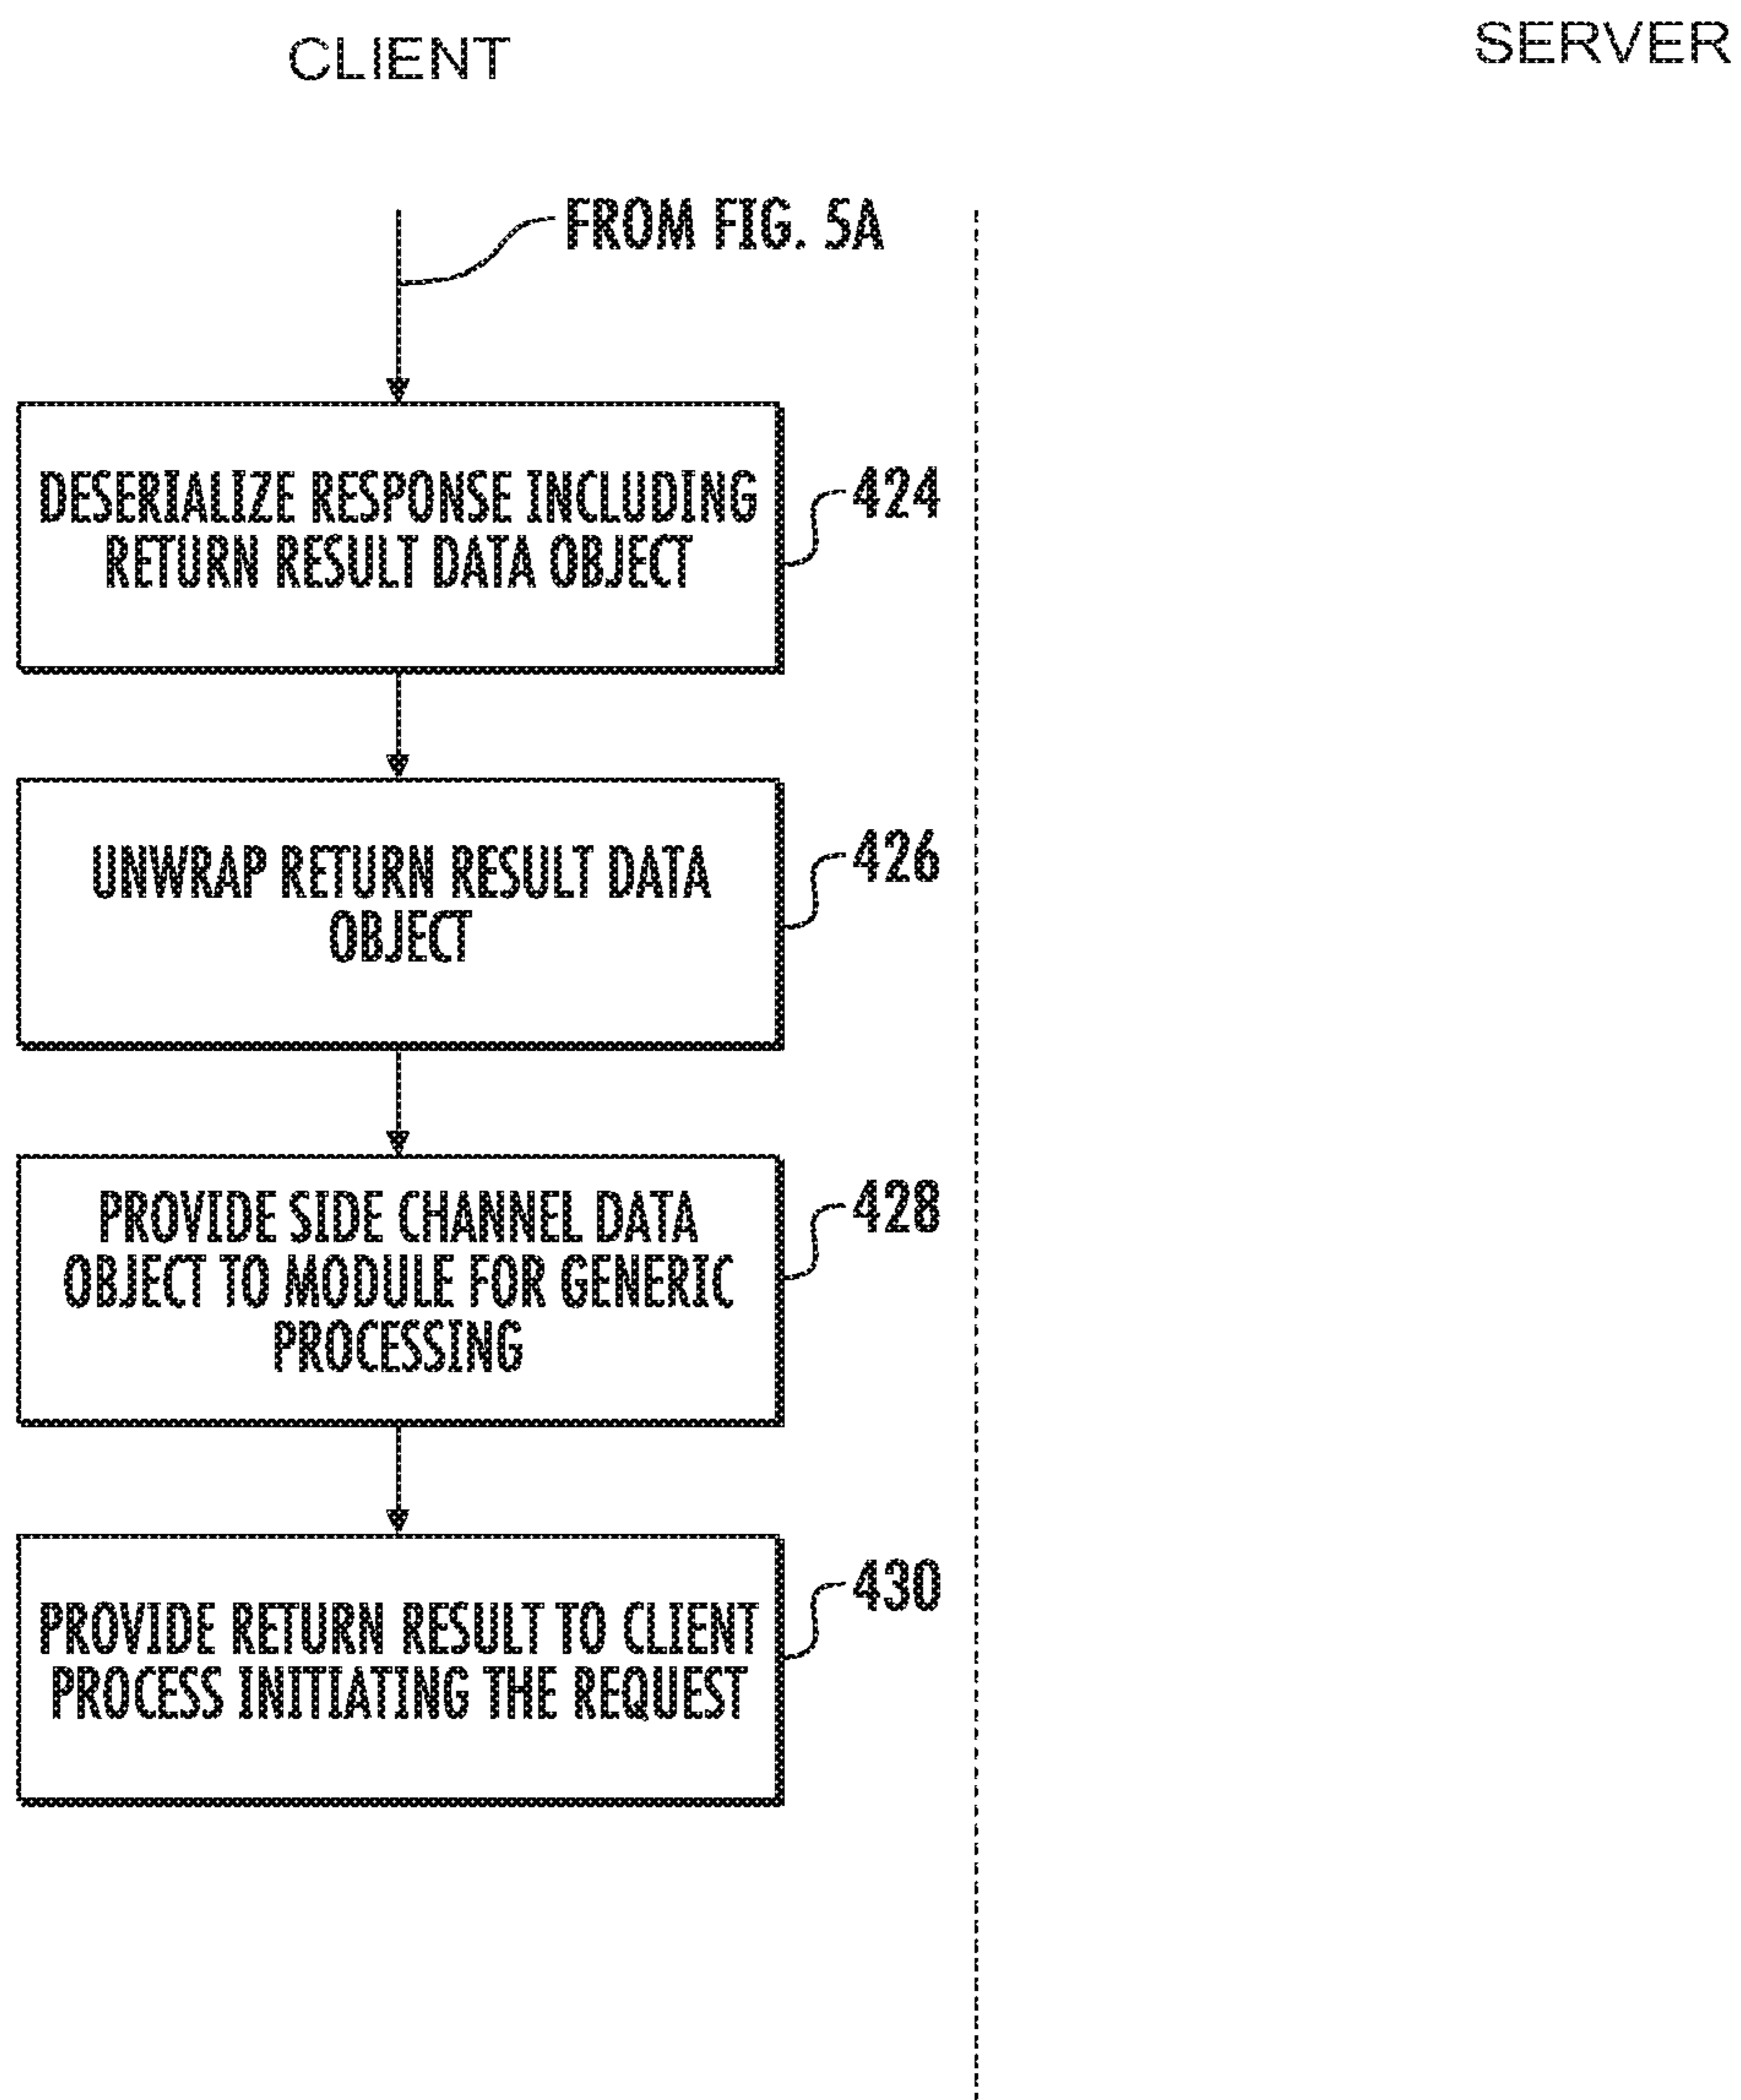 CLIENT
SERVER
FROM FIG. 5A
DESERIALIZE RESPONSE INCLUDING
RETURN RESULT DATA OBJECT
424
UNWRAP RETURN RESULT DATA
OBJECT
426
PROVIDE SIDE CHANNEL DATA
OBJECT TO MODULE FOR GENERIC
PROCESSING
428
PROVIDE RETURN RESULT TO CLIENT
PROCESS INITIATING THE REQUEST
430